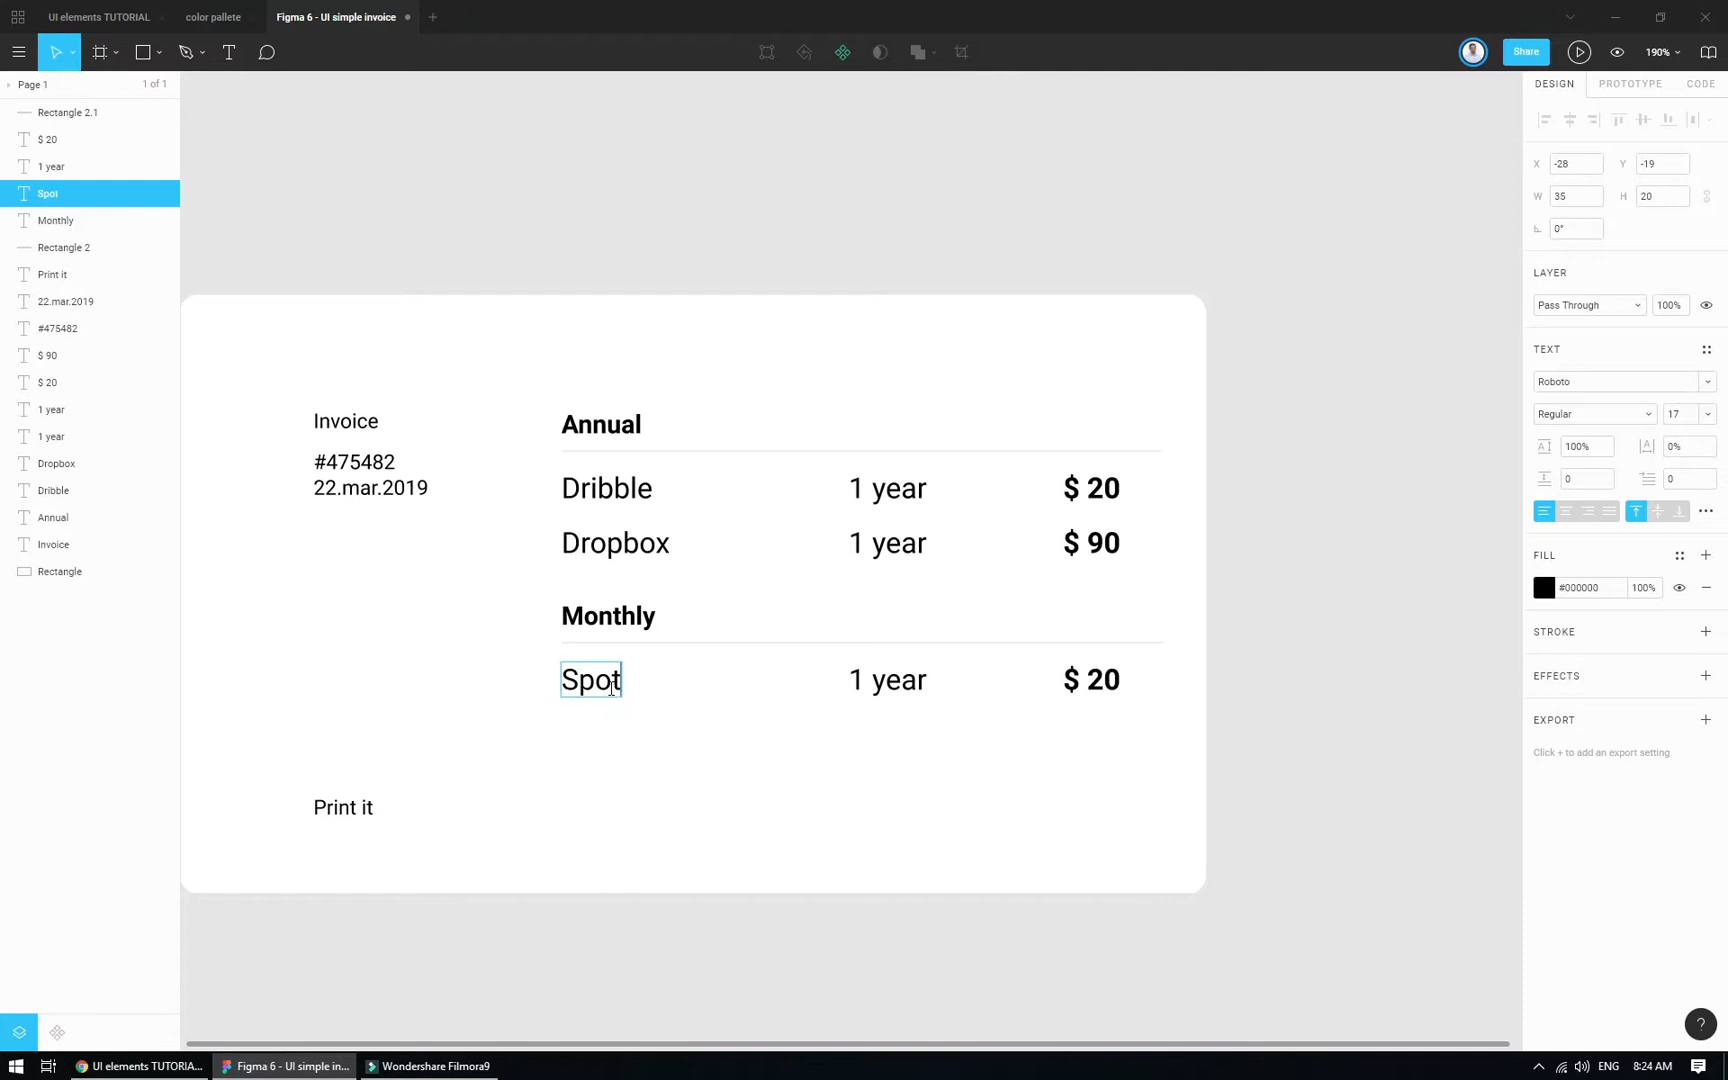 UI elements TUTORIAL
color pallete
Figma 6 - UI simple invoice
Share
190%
Page 1
1 of 1
Rectangle 2.1
$ 20
1 year
Spot
Monthly
Rectangle 2
Print it
22.mar.2019
#475482
$ 90
$ 20
1 year
1 year
Dropbox
Dribble
Annual
Invoice
Rectangle
Invoice
#475482
22.mar.2019
Print it
Annual
Dribble 1 year $ 20
Dropbox 1 year $ 90
Monthly
Spot 1 year $ 20
DESIGN PROTOTYPE CODE
X -28 Y -19
W 35 H 20
0°
LAYER
Pass Through 100%
TEXT
Roboto
Regular 17
100% 0%
0 0
FILL
#000000 100%
STROKE
EFFECTS
EXPORT
Click + to add an export setting
?
UI elements TUTORIA...
Figma 6 - UI simple in...
Wondershare Filmora9
ENG
8:24 AM